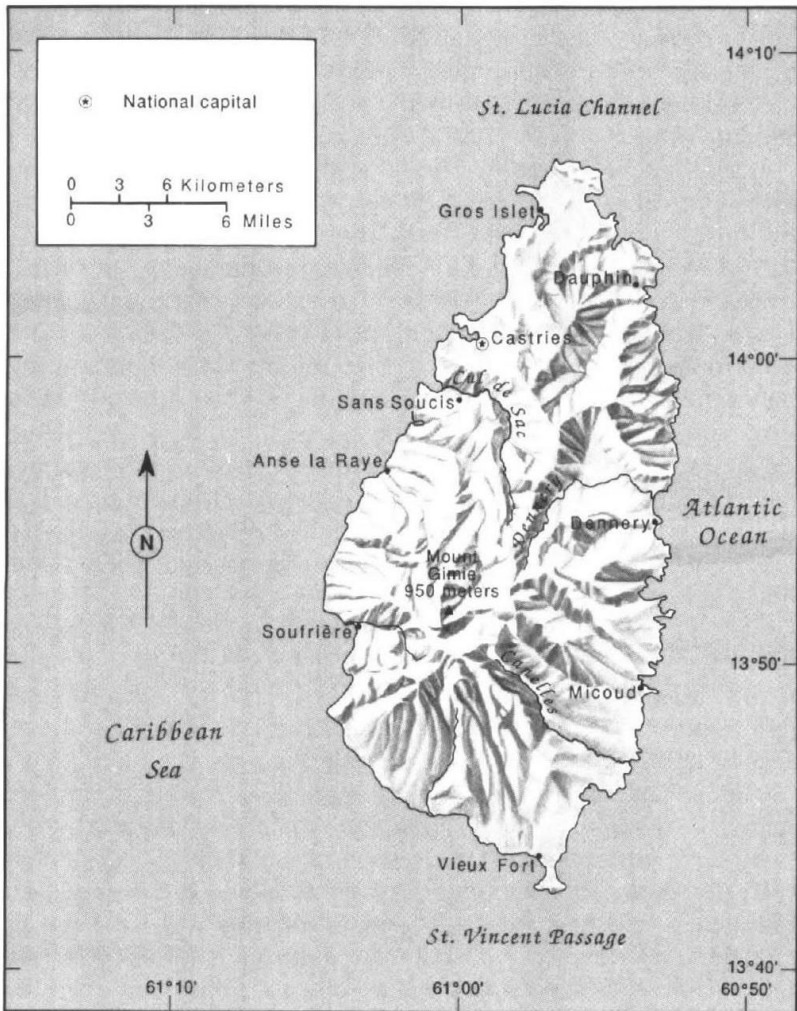 14°10'
National capital
St. Lucia Channel
0 3 6 Kilometers
0 3 6 Miles
Gros Islet
Dauphin
Castries
14°00'
Cul de Sac
Sans Soucis
Anse la Raye
Atlantic
Ocean
N
Dennery
Dennery
Mount
Gimie
950 meters
Soufrière
13°50'
Canelles
Micoud
Caribbean
Sea
Vieux Fort
St. Vincent Passage
13°40'
61°10' 61°00' 60°50'